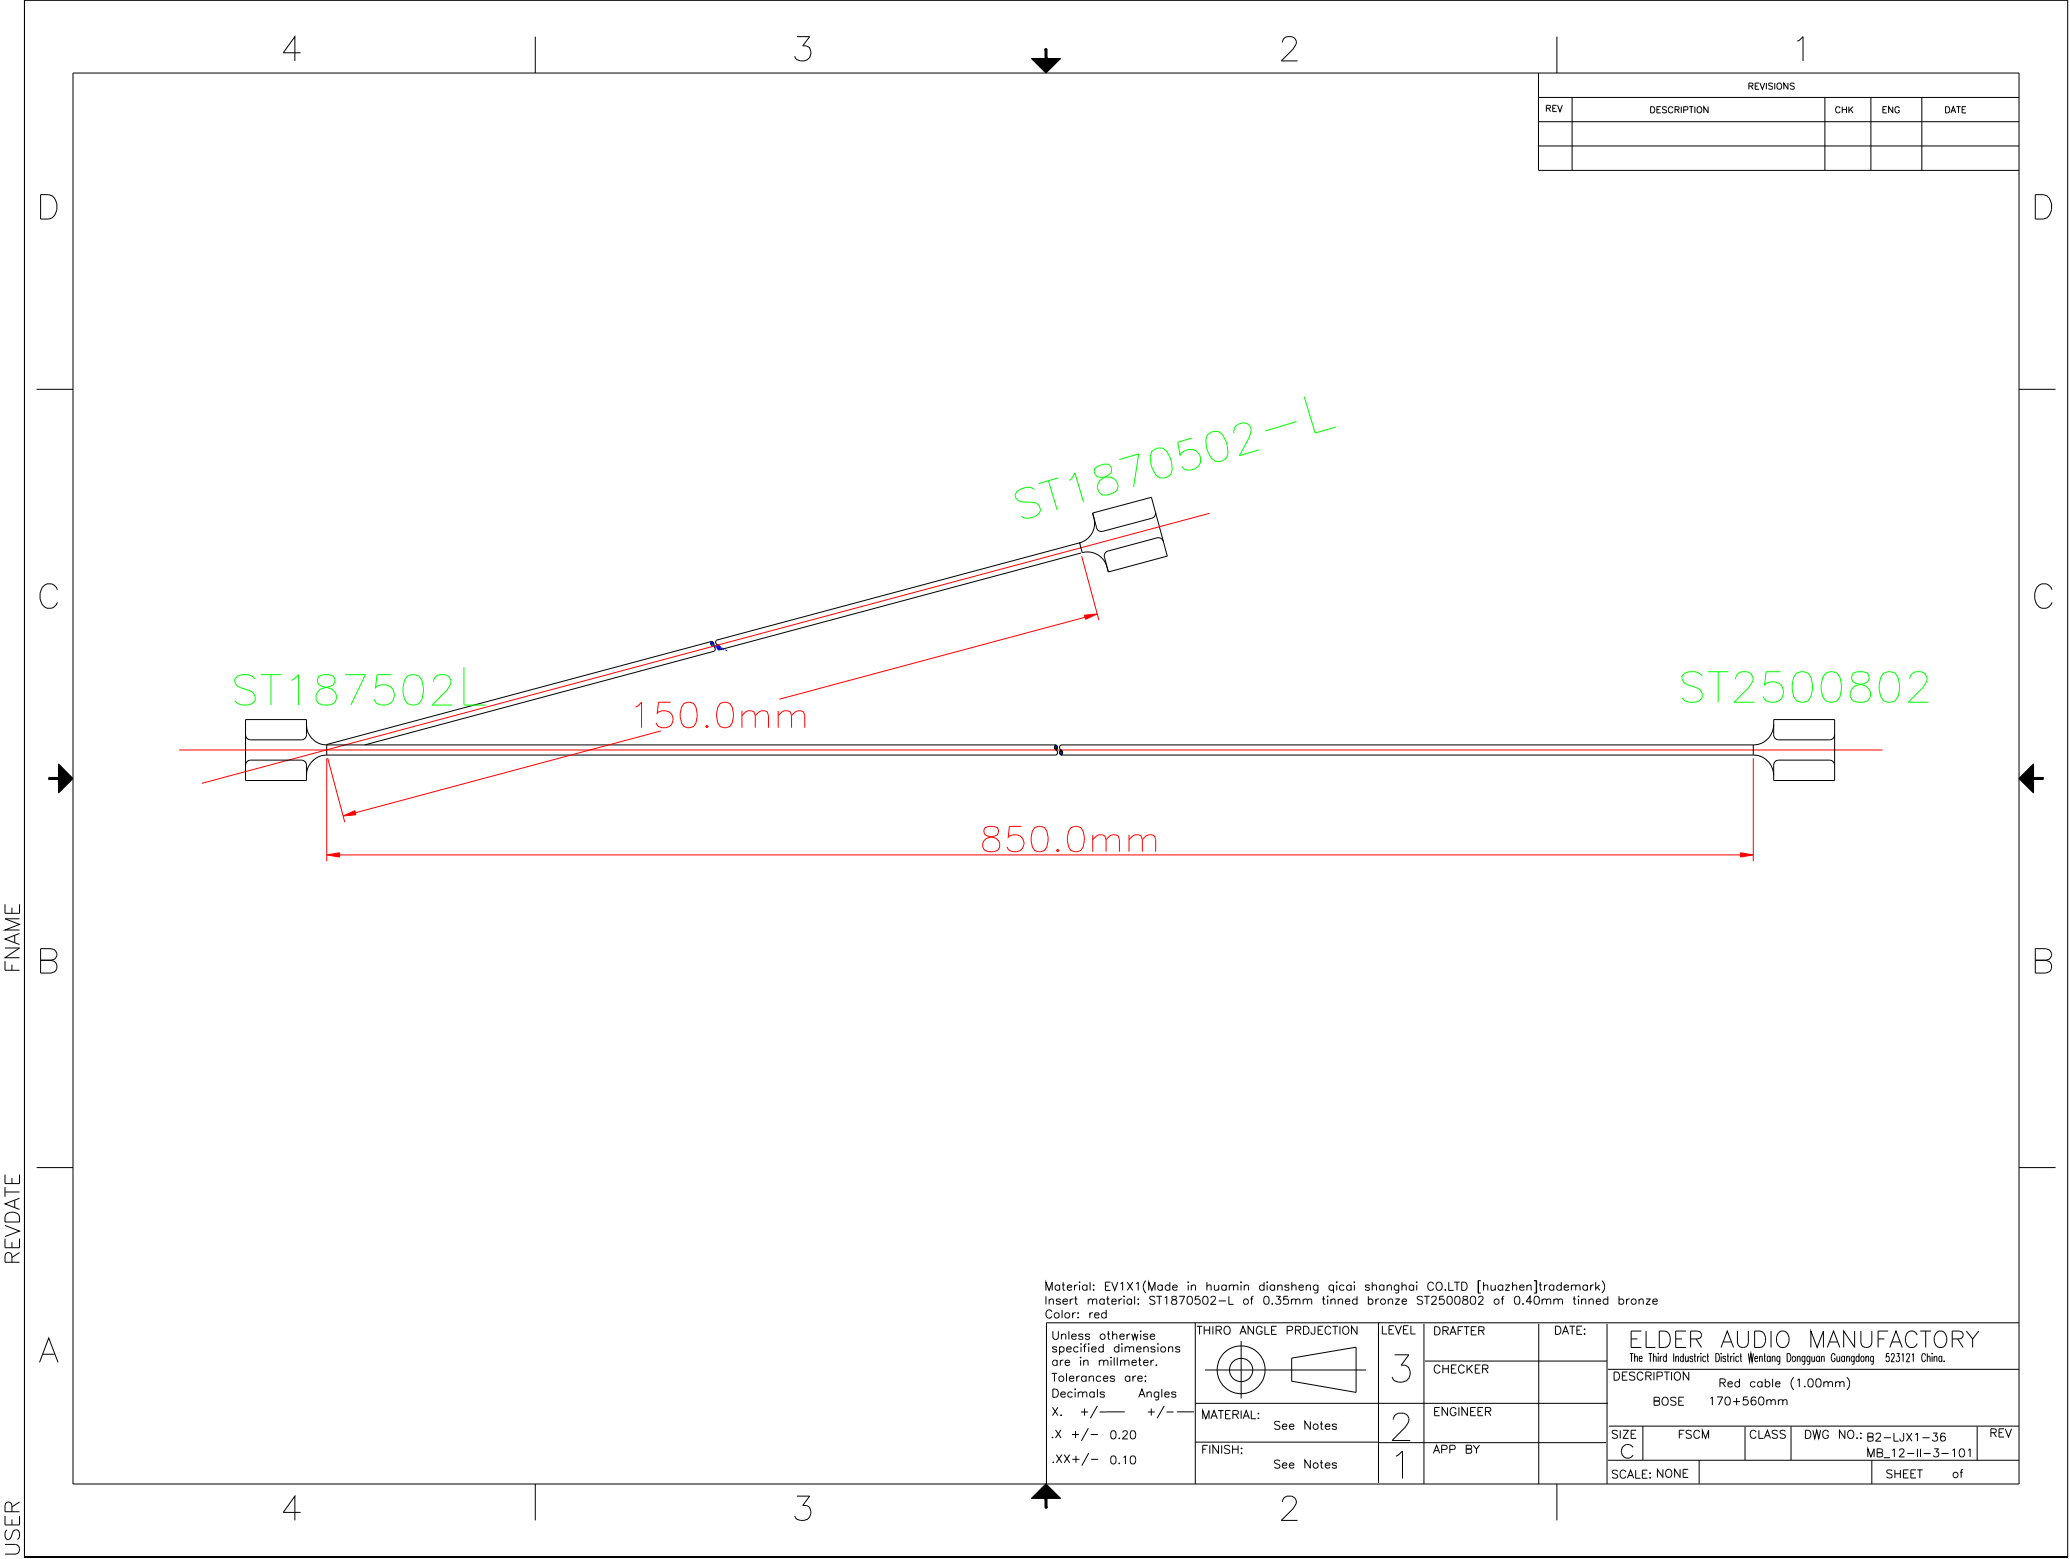 4 3 2 1
REVISIONS
REV DESCRIPTION CHK ENG DATE
D D
ST1870502-L
C C
ST187502L ST2500802
150.0mm
850.0mm
FNAME
B B
REVDATE
Material: EV1X1(Made in huamin diansheng qicai shanghai CO.LTD [huazhen]trademark)
Insert material: ST1870502-L of 0.35mm tinned bronze ST2500802 of 0.40mm tinned bronze
Color: red
A
Unless otherwise
specified dimensions
are in millmeter.
Tolerances are:
Decimals Angles
X. +/— +/-—
.X +/- 0.20
.XX+/- 0.10
THIRO ANGLE PRDJECTION
MATERIAL:
See Notes
FINISH:
See Notes
LEVEL
3
2
1
DRAFTER
CHECKER
ENGINEER
APP BY
DATE:
ELDER AUDIO MANUFACTORY
The Third Industrict District Wentang Dongguan Guangdong 523121 China.
DESCRIPTION Red cable (1.00mm)
BOSE 170+560mm
SIZE FSCM CLASS DWG NO.: B2-LJX1-36 REV
C MB_12-II-3-101
SCALE: NONE SHEET of
4 3 2
USER